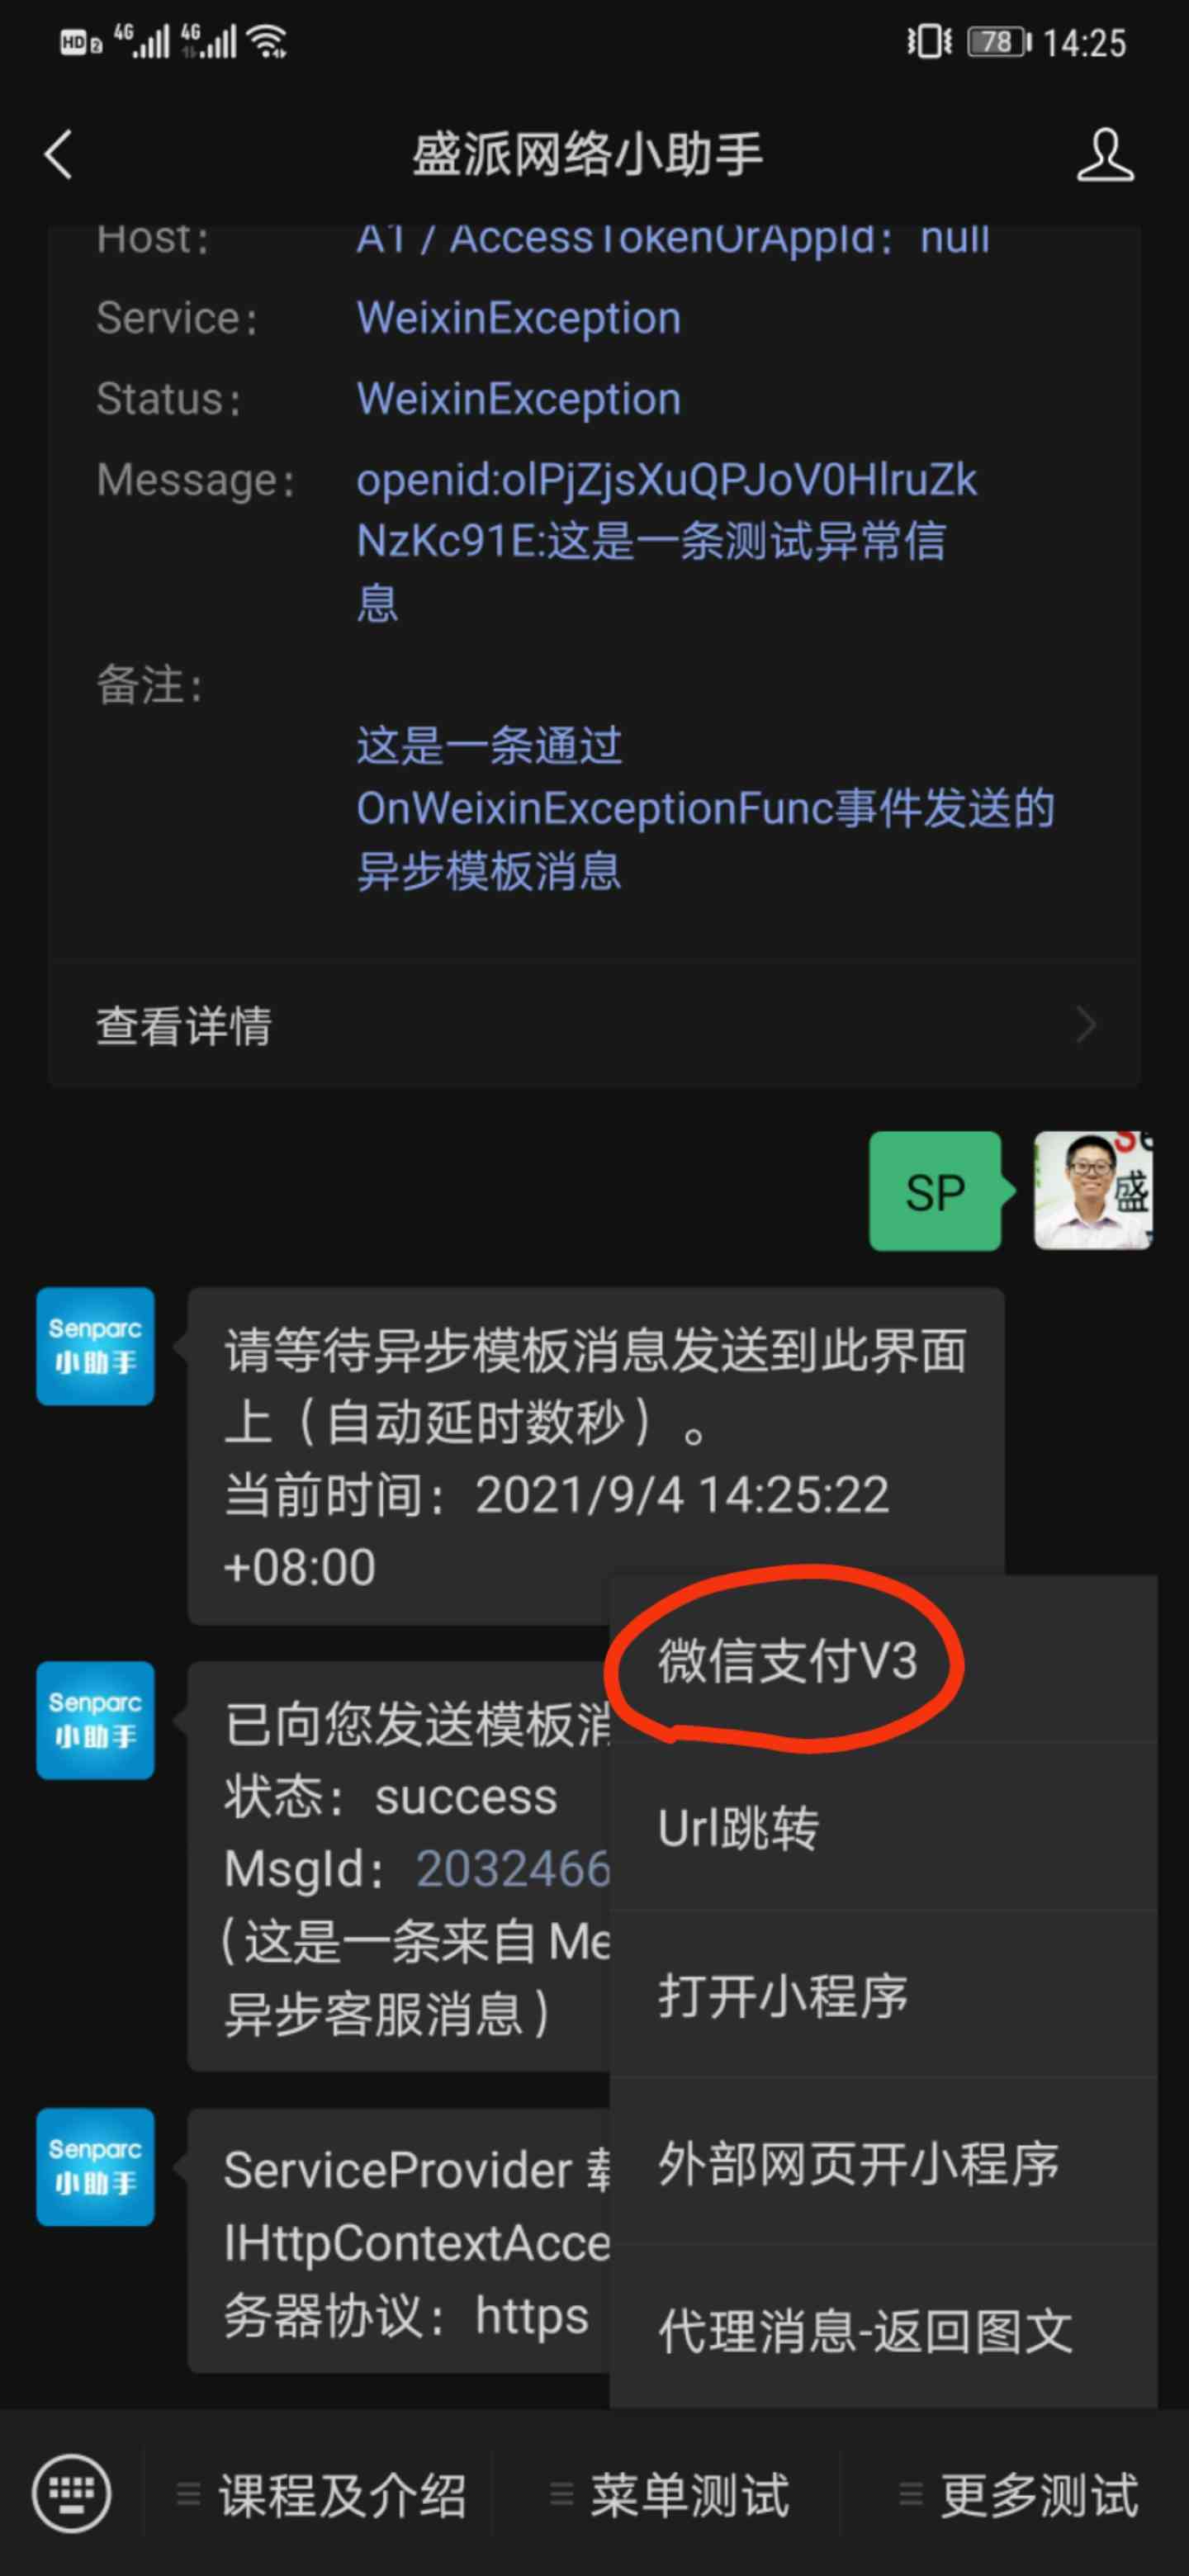 HD 2 4G 4G 78 14:25
盛派网络小助手
Host: A1 / AccessTokenOrAppId：null
Service: WeixinException
Status: WeixinException
Message: openid:olPjZjsXuQPJoV0HlruZk
NzKc91E:这是一条测试异常信
息
备注:
这是一条通过
OnWeixinExceptionFunc事件发送的
异步模板消息
查看详情
SP
盛
Senparc
小助手
请等待异步模板消息发送到此界面
上（自动延时数秒）。
当前时间：2021/9/4 14:25:22
+08:00
Senparc
小助手
已向您发送模板消
状态：success
MsgId：2032466
(这是一条来自 Me
异步客服消息)
Senparc
小助手
ServiceProvider
IHttpContextAcce
务器协议：https
微信支付V3
Url跳转
打开小程序
外部网页开小程序
代理消息-返回图文
课程及介绍
菜单测试
更多测试